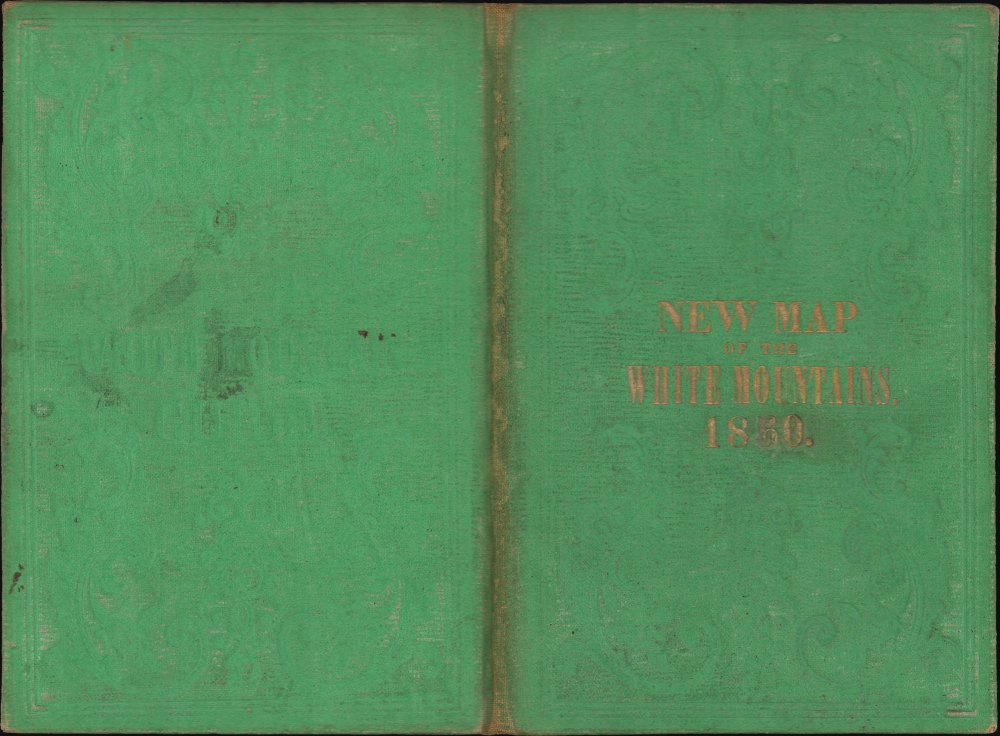 NEW MAP
OF THE
WHITE MOUNTAINS.
1850.